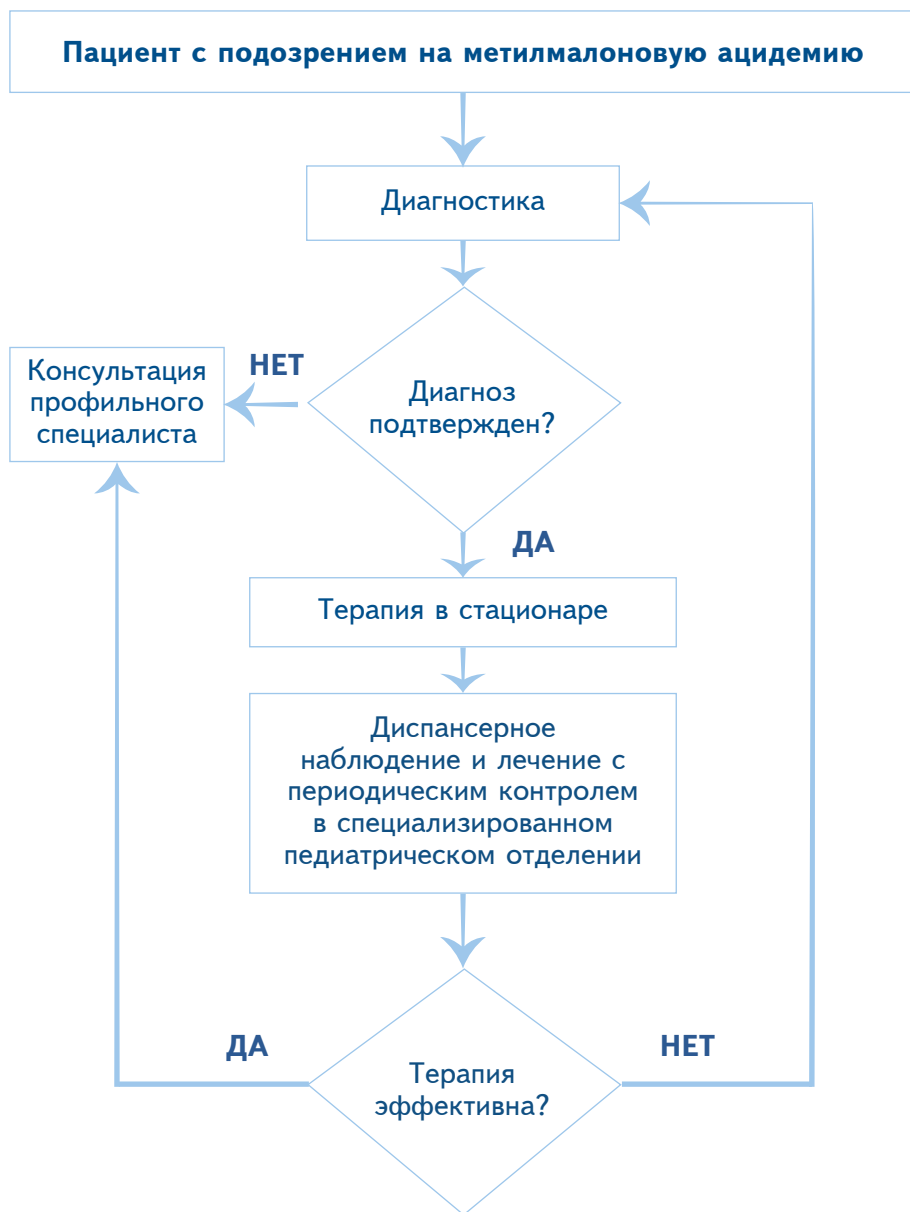 Пациент с подозрением на метилмалоновую ацидемию
Диагностика
НЕТ
Консультация
профильного
специалиста
Диагноз
подтвержден?
ДА
Терапия в стационаре
Диспансерное
наблюдение и лечение с
периодическим контролем
в специализированном
педиатрическом отделении
ДА
НЕТ
Терапия
эффективна?